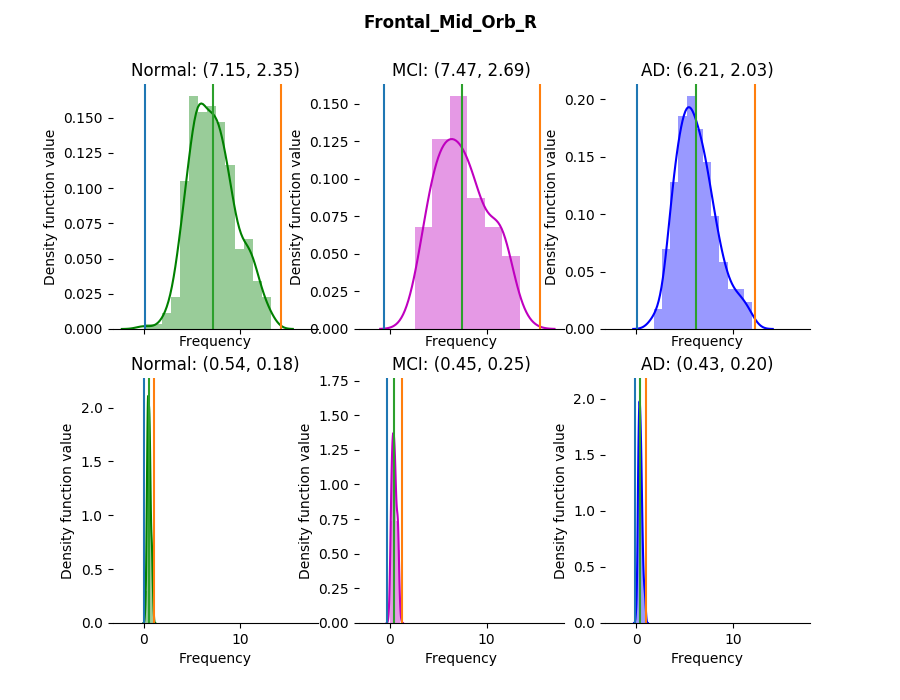 Frontal_Mid_Orb_R
Normal: (7.15, 2.35)
MCI: (7.47, 2.69)
AD: (6.21, 2.03)
Density function value
0.150
0.125
0.100
0.075
0.050
0.025
0.000
Frequency
Density function value
0.150
0.125
0.100
0.075
0.050
0.025
0.000
Frequency
Density function value
0.20
0.15
0.10
0.05
0.00
Frequency
Normal: (0.54, 0.18)
MCI: (0.45, 0.25)
AD: (0.43, 0.20)
Density function value
2.0
1.5
1.0
0.5
0.0
0 10
Frequency
Density function value
1.75
1.50
1.25
1.00
0.75
0.50
0.25
0.00
0 10
Frequency
Density function value
2.0
1.5
1.0
0.5
0.0
0 10
Frequency